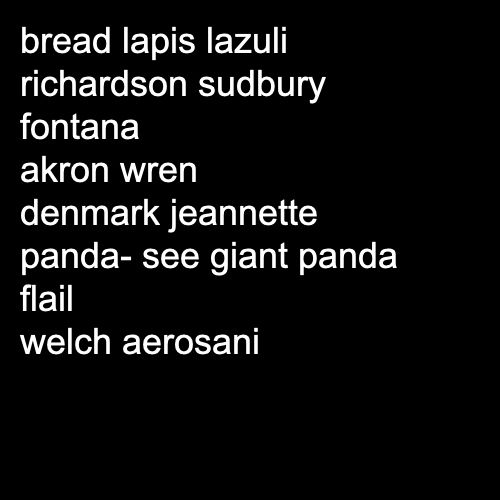 bread lapis lazuli
richardson sudbury
fontana
akron wren
denmark jeannette
panda- see giant panda
flail
welch aerosani